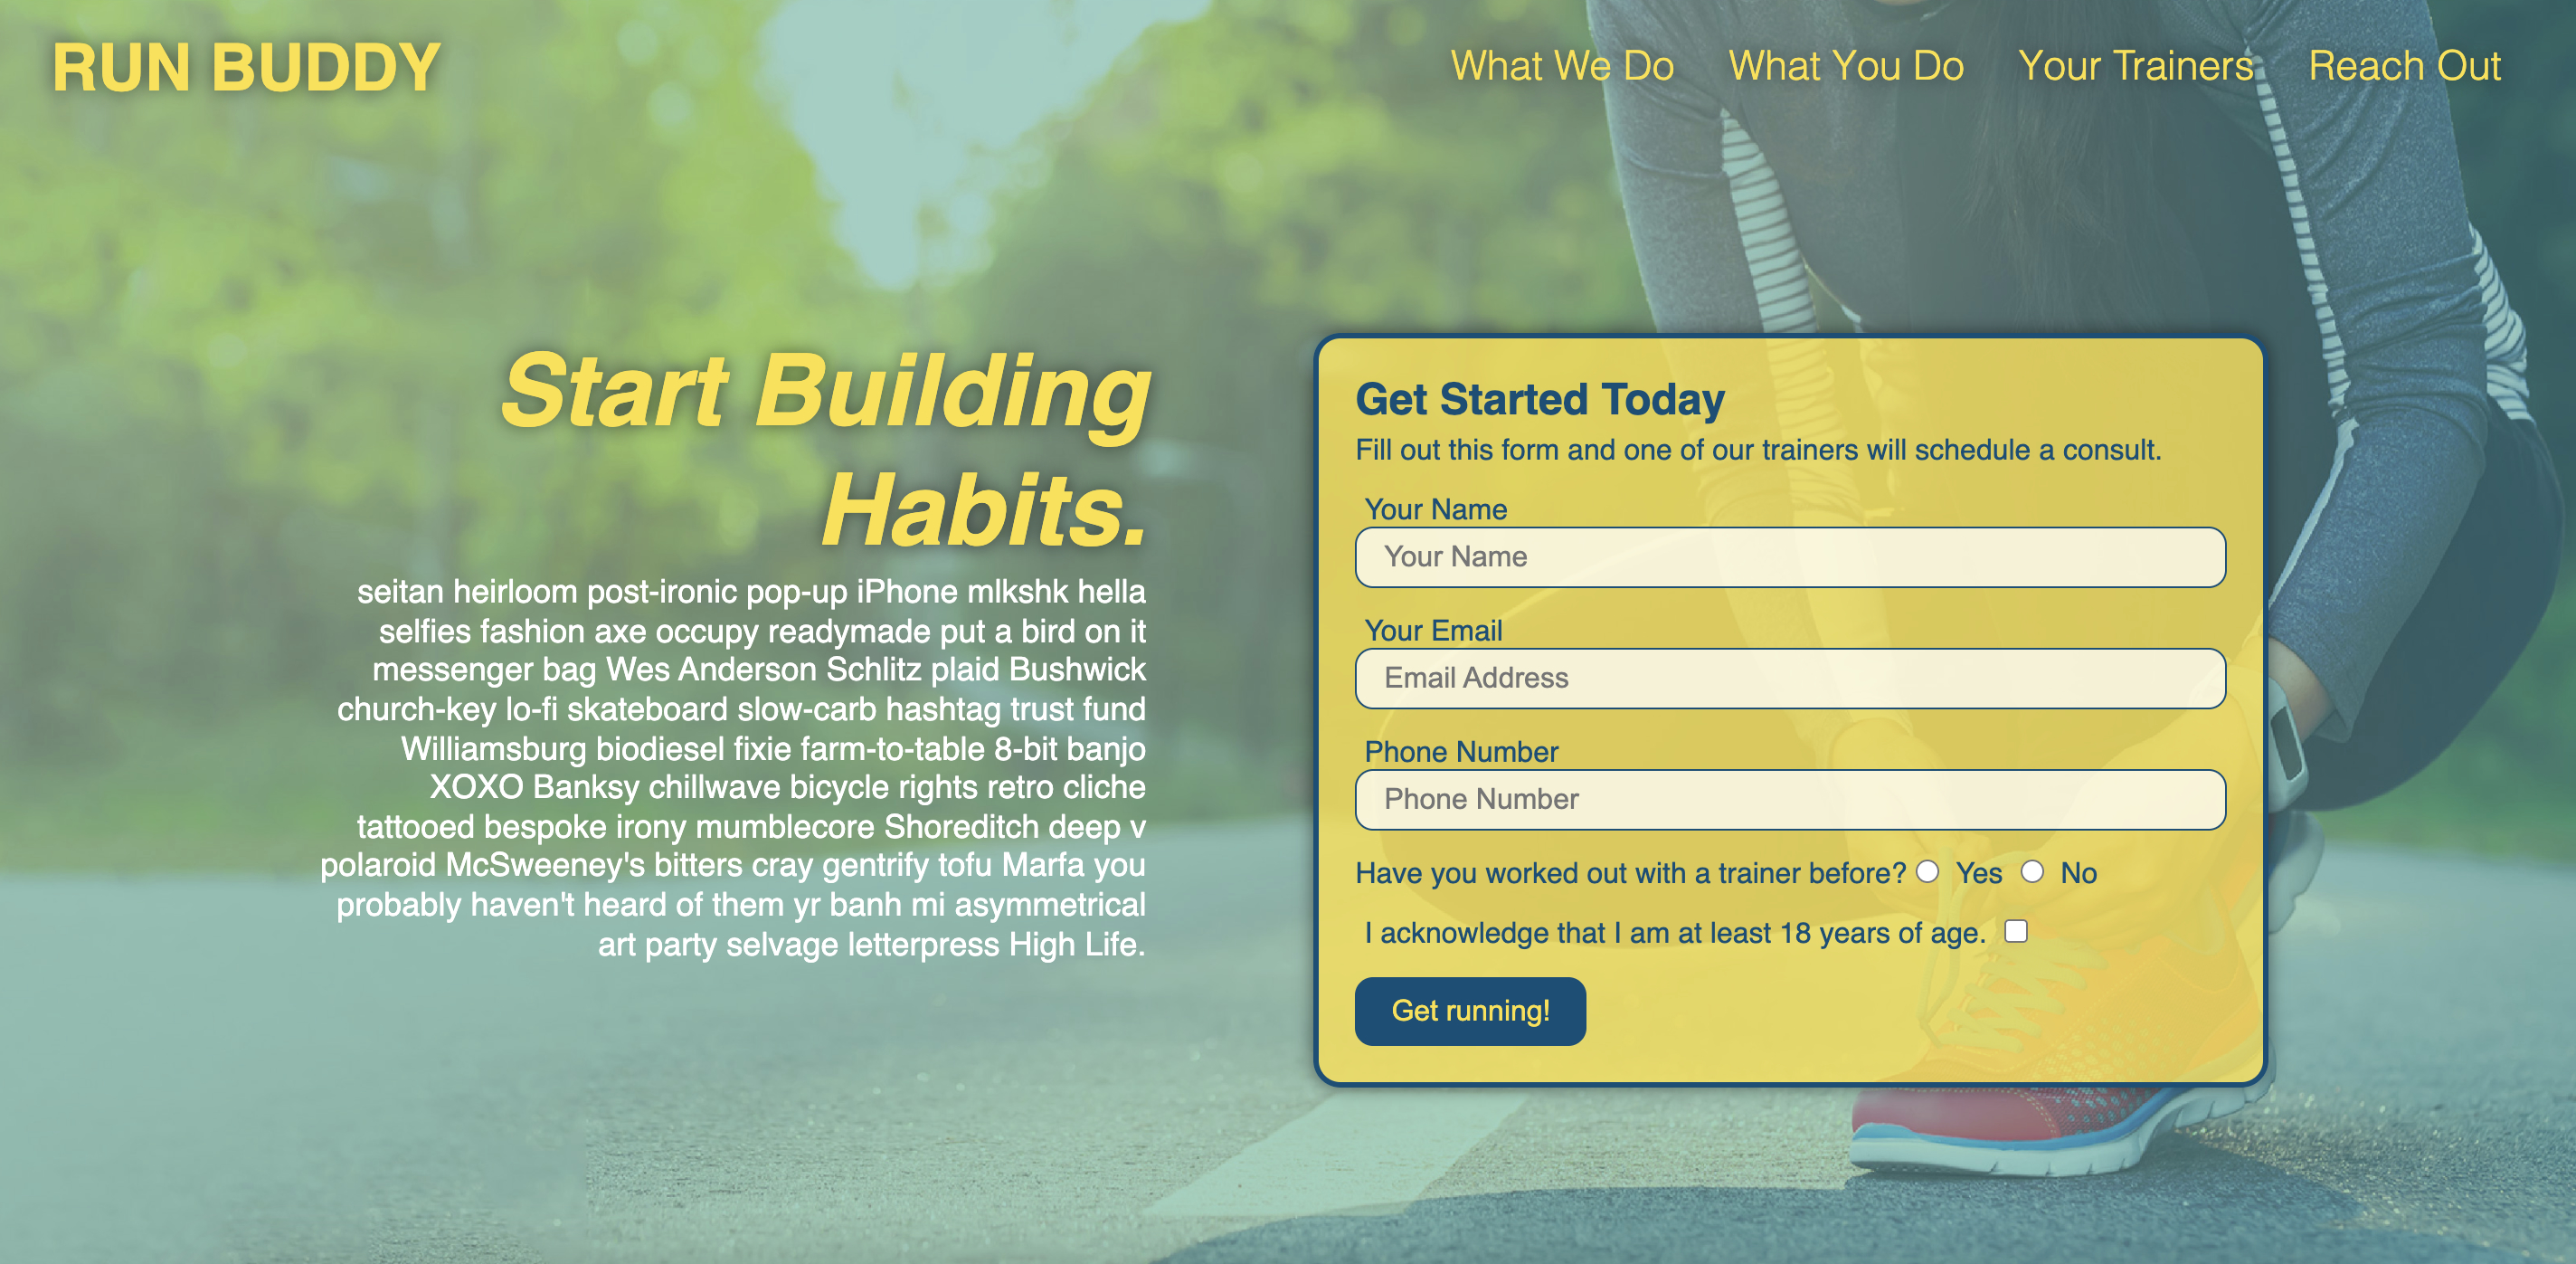 RUN BUDDY
What We Do What You Do Your Trainers Reach Out
Start Building
Habits.
seitan heirloom post-ironic pop-up iPhone mlkshk hella
selfies fashion axe occupy readymade put a bird on it
messenger bag Wes Anderson Schlitz plaid Bushwick
church-key lo-fi skateboard slow-carb hashtag trust fund
Williamsburg biodiesel fixie farm-to-table 8-bit banjo
XOXO Banksy chillwave bicycle rights retro cliche
tattooed bespoke irony mumblecore Shoreditch deep v
polaroid McSweeney's bitters cray gentrify tofu Marfa you
probably haven't heard of them yr banh mi asymmetrical
art party selvage letterpress High Life.
Get Started Today
Fill out this form and one of our trainers will schedule a consult.
Your Name
Your Name
Your Email
Email Address
Phone Number
Phone Number
Have you worked out with a trainer before? Yes No
I acknowledge that I am at least 18 years of age.
Get running!